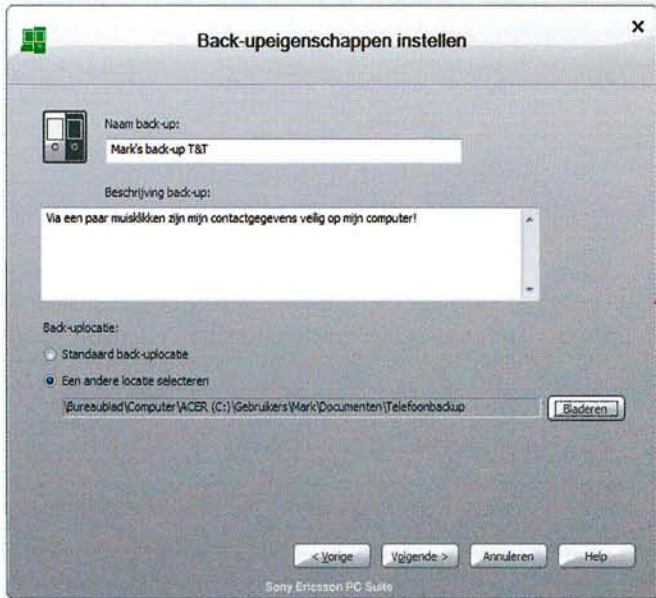 Back-upeigenschappen instellen
Naam back-up:
Mark's back-up T&T
Beschrijving back-up:
Via een paar muisklikken zijn mijn contactgegevens veilig op mijn computer!
Back-uplocatie:
Standaard back-uplocatie
Een andere locatie selecteren
\Bureaublad\Computer\ACER (C:)\Gebruikers\Mark\Documenten\Telefoonbackup
Bladeren
< Vorige
Volgende >
Annuleren
Help
Sony Ericsson PC Suite